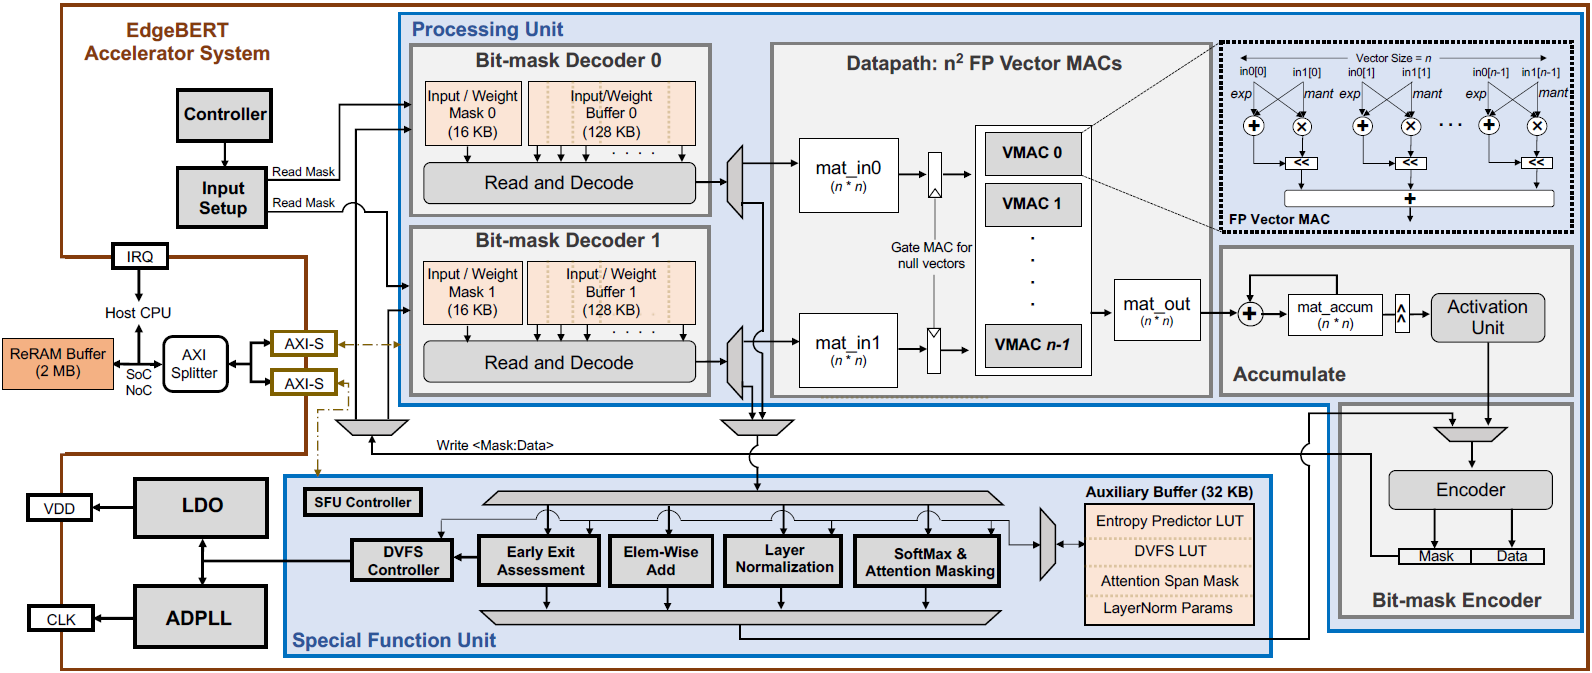 EdgeBERT
Accelerator System
Controller
Input
Setup
Read Mask
Read Mask
IRQ
Host CPU
ReRAM Buffer
(2 MB)
SoC
NoC
AXI
Splitter
AXI-S
AXI-S
VDD
LDO
CLK
ADPLL
Processing Unit
Bit-mask Decoder 0
Input / Weight
Mask 0
(16 KB)
Input/Weight
Buffer 0
(128 KB)
. . . .
Read and Decode
Bit-mask Decoder 1
Input / Weight
Mask 1
(16 KB)
Input / Weight
Buffer 1
(128 KB)
. . . .
Read and Decode
Datapath: n² FP Vector MACs
mat_in0
(n * n)
mat_in1
(n * n)
Gate MAC for
null vectors
VMAC 0
VMAC 1
.
.
.
.
VMAC n-1
mat_out
(n * n)
Vector Size = n
in0[0] in1[0] in0[1] in1[1] in0[n-1] in1[n-1]
exp mant exp mant exp mant
+ × + × . . . + ×
<< << <<
+
FP Vector MAC
+
mat_accum
(n * n)
<<
Activation
Unit
Accumulate
Write <Mask:Data>
Encoder
Mask Data
Bit-mask Encoder
SFU Controller
DVFS
Controller
Early Exit
Assessment
Elem-Wise
Add
Layer
Normalization
SoftMax &
Attention Masking
Auxiliary Buffer (32 KB)
Entropy Predictor LUT
DVFS LUT
Attention Span Mask
LayerNorm Params
Special Function Unit